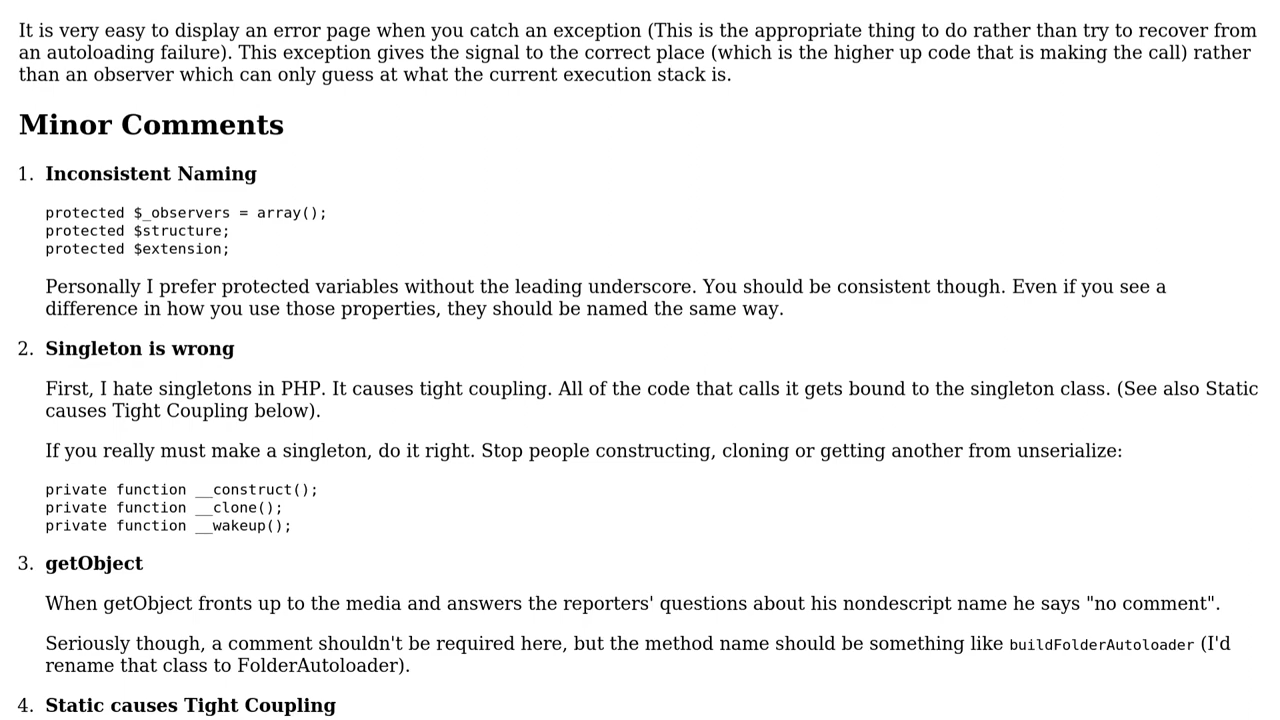 It is very easy to display an error page when you catch an exception (This is the appropriate thing to do rather than try to recover from
an autoloading failure). This exception gives the signal to the correct place (which is the higher up code that is making the call) rather
than an observer which can only guess at what the current execution stack is.
Minor Comments
1. Inconsistent Naming
protected $_observers = array();
protected $structure;
protected $extension;
Personally I prefer protected variables without the leading underscore. You should be consistent though. Even if you see a
difference in how you use those properties, they should be named the same way.
2. Singleton is wrong
First, I hate singletons in PHP. It causes tight coupling. All of the code that calls it gets bound to the singleton class. (See also Static
causes Tight Coupling below).
If you really must make a singleton, do it right. Stop people constructing, cloning or getting another from unserialize:
private function __construct();
private function __clone();
private function __wakeup();
3. getObject
When getObject fronts up to the media and answers the reporters' questions about his nondescript name he says "no comment".
Seriously though, a comment shouldn't be required here, but the method name should be something like buildFolderAutoloader (I'd
rename that class to FolderAutoloader).
4. Static causes Tight Coupling